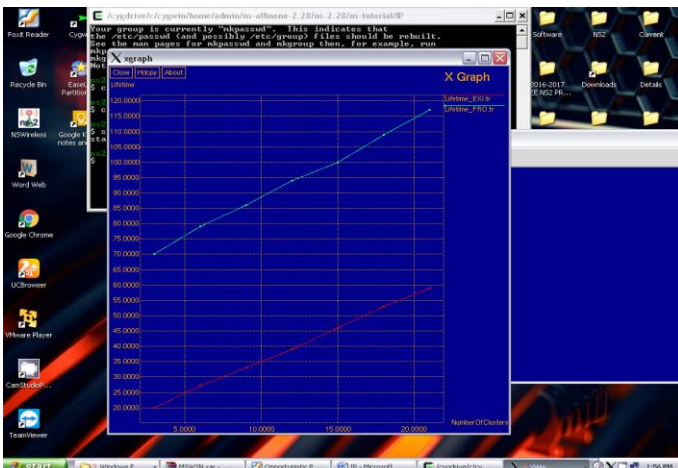 /cygdrive/c/cygwin/home/admin/ns-allinone-2.28/ns-2.28/ns-tutorial/IP
Your group is currently "mkpasswd". This indicates that
the /etc/passwd (and possibly /etc/group) files should be rebuilt.
See the man pages for mkpasswd and mkgroup then, for example, run
xgraph
Close Hdcpy About
X Graph
Lifetime
Lifetime_EXI.tr
Lifetime_PRO.tr
120.0000
115.0000
110.0000
105.0000
100.0000
95.0000
90.0000
85.0000
80.0000
75.0000
70.0000
65.0000
60.0000
55.0000
50.0000
45.0000
40.0000
35.0000
30.0000
25.0000
20.0000
5.0000 10.0000 15.0000 20.0000
NumberOfClusters
Foxit Reader
Recycle Bin
NSWireless
Word Web
Google Chrome
UCBrowser
VMware Player
CamStudioP...
TeamViewer
Software NS2 Current
2016-2017
Downloads Details
start
1:56 PM